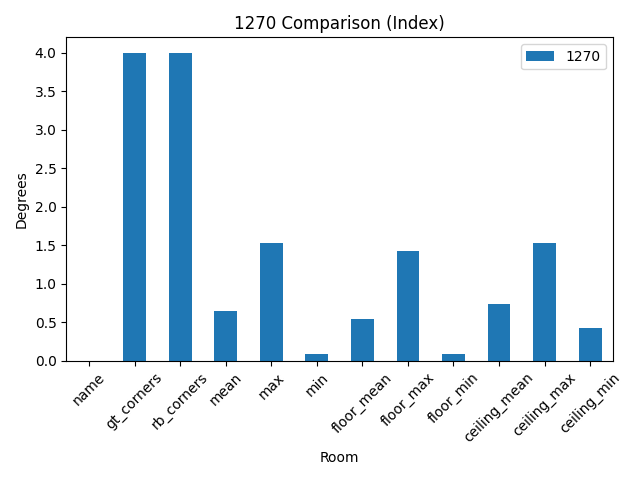 1270 Comparison (Index)
1270
4.0
3.5
3.0
2.5
2.0
1.5
1.0
0.5
0.0
Degrees
name
gt_corners
rb_corners
mean
max
min
floor_mean
floor_max
floor_min
ceiling_mean
ceiling_max
ceiling_min
Room